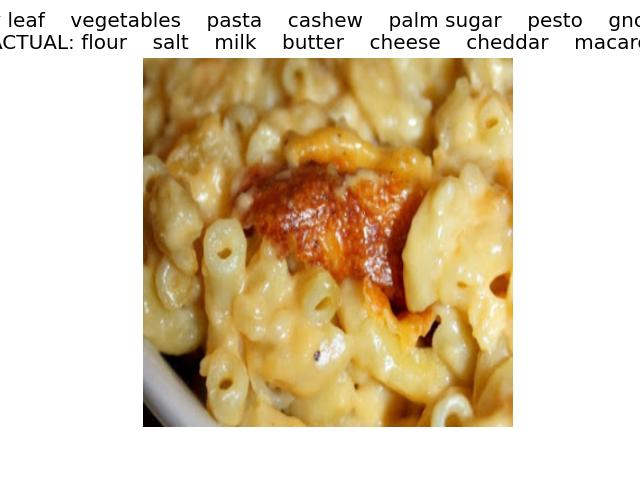 leaf vegetables pasta cashew palm sugar pesto
ACTUAL: flour salt milk butter cheese cheddar